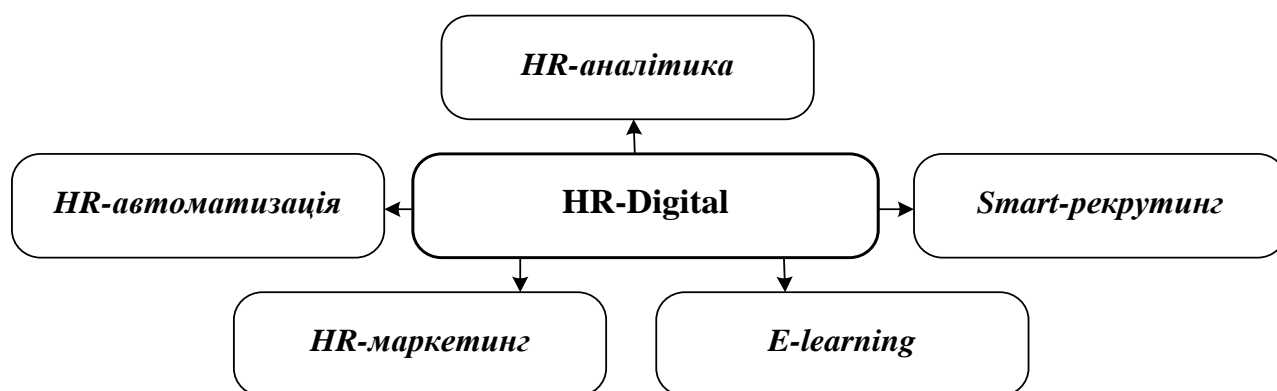 HR-аналітика
HR-автоматизація
HR-Digital
Smart-рекрутинг
HR-маркетинг
E-learning